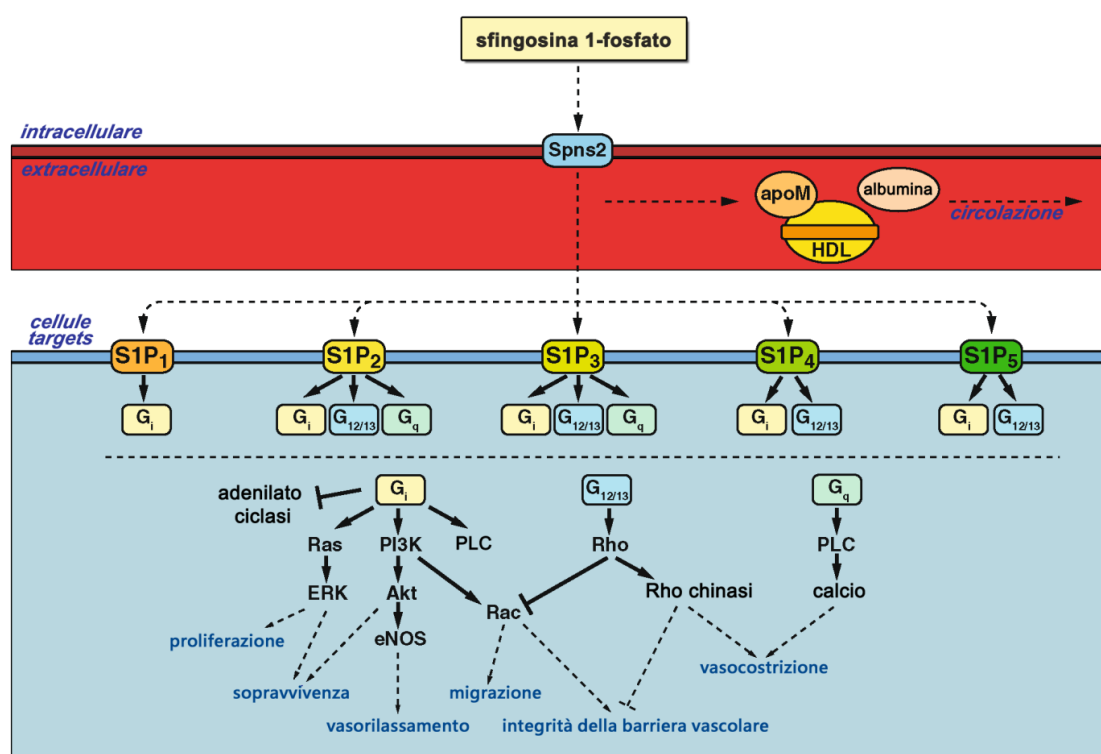 sfingosina 1-fosfato
intracellulare
Spns2
extracellulare
apoM
albumina
circolazione
HDL
cellule
targets
S1P1
S1P2
S1P3
S1P4
S1P5
Gi
Gi
G12/13
Gq
Gi
G12/13
Gq
Gi
G12/13
Gi
G12/13
adenilato
ciclasi
Gi
G12/13
Gq
Ras
PI3K
PLC
Rho
PLC
ERK
Akt
Rac
Rho chinasi
calcio
proliferazione
eNOS
vasocostrizione
sopravvivenza
migrazione
vasorilassamento
integrità della barriera vascolare